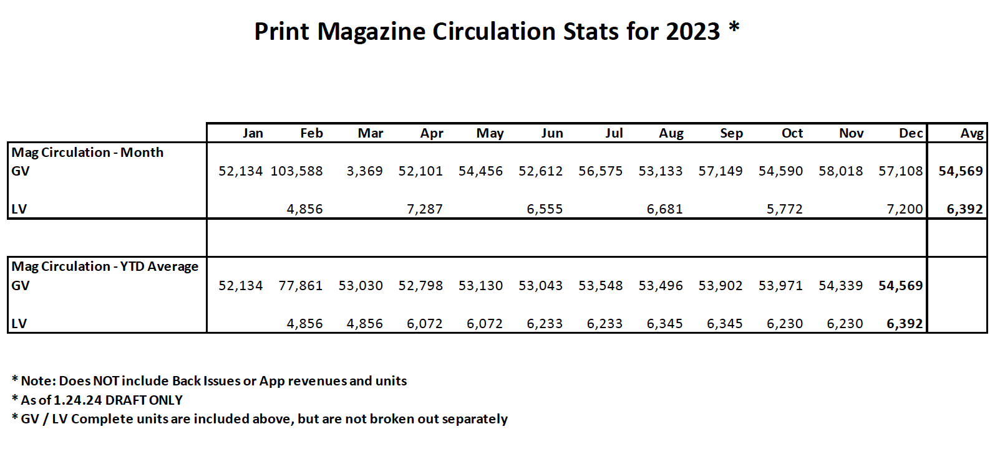 Print Magazine Circulation Stats for 2023 *
Jan Feb Mar Apr May Jun Jul Aug Sep Oct Nov Dec Avg
Mag Circulation - Month
GV 52,134 103,588 3,369 52,101 54,456 52,612 56,575 53,133 57,149 54,590 58,018 57,108 54,569
LV 4,856 7,287 6,555 6,681 5,772 7,200 6,392
Mag Circulation - YTD Average
GV 52,134 77,861 53,030 52,798 53,130 53,043 53,548 53,496 53,902 53,971 54,339 54,569
LV 4,856 4,856 6,072 6,072 6,233 6,233 6,345 6,345 6,230 6,230 6,392
* Note: Does NOT include Back Issues or App revenues and units
* As of 1.24.24 DRAFT ONLY
* GV / LV Complete units are included above, but are not broken out separately